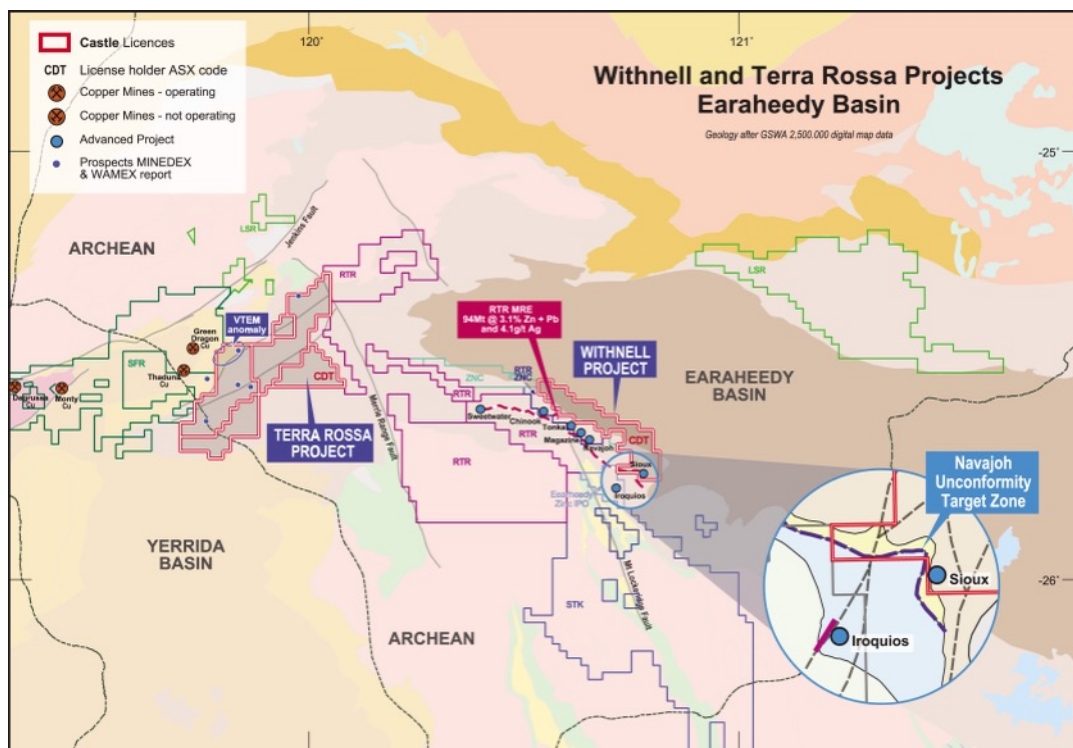 Castle Licences
CDT License holder ASX code
Copper Mines - operating
Copper Mines - not operating
Advanced Project
Prospects MINEDEX
& WAMEX report
120
121
Withnell and Terra Rossa Projects
Earaheedy Basin
Geology after GSWA 2,500.000 digital map data
-25
ARCHEAN
LSR
Jenkins Fault
RTR
LSR
VTEM
anomaly
Green
Dragon
Cu
SFR
Thaduna
Cu
Degrussa
Cu
Monty
Cu
CDT
TERRA ROSSA
PROJECT
Merrie Range Fault
RTR MRE
94Mt @ 3.1% Zn + Pb
and 4.1g/t Ag
WITHNELL
PROJECT
EARAHEEDY
BASIN
ZNC
RTR
ZNC
RTR
Sweetwater
Chinook
Tonka
Magazine
Navajoh
RTR
CDT
RTR
Sioux
Iroquios
Earaheedy
Zinc IPO
Navajoh
Unconformity
Target Zone
YERRIDA
BASIN
Mt Lockeridge Fault
-26
Sioux
STK
ARCHEAN
Iroquios